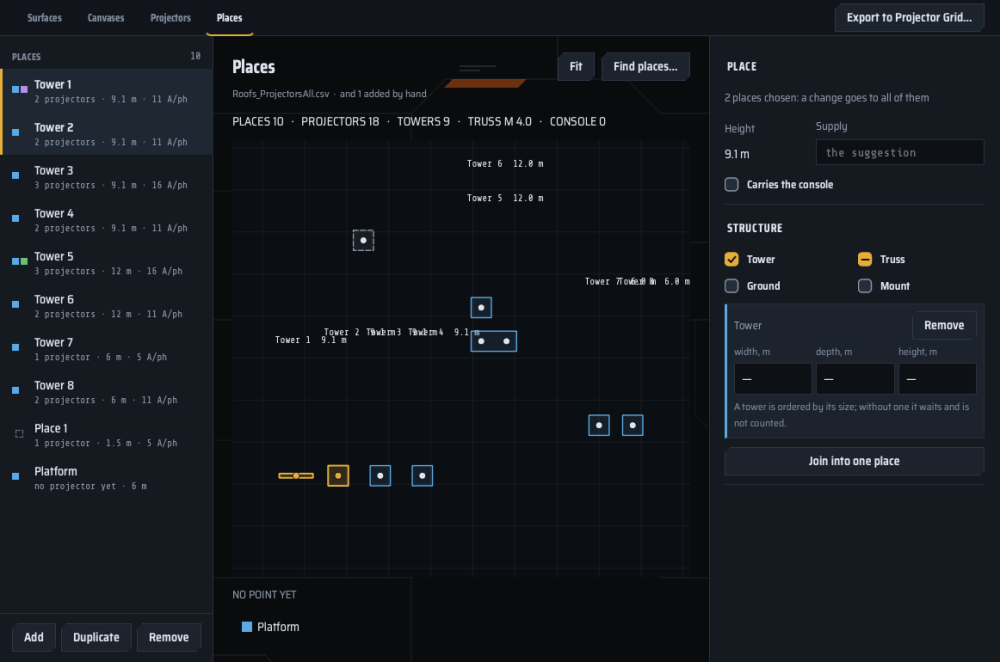 Surfaces Canvases Projectors Places
Export to Projector Grid...
PLACES 10
Tower 1
2 projectors · 9.1 m · 11 A/ph
Tower 2
2 projectors · 9.1 m · 11 A/ph
Tower 3
3 projectors · 9.1 m · 16 A/ph
Tower 4
2 projectors · 9.1 m · 11 A/ph
Tower 5
3 projectors · 12 m · 16 A/ph
Tower 6
2 projectors · 12 m · 11 A/ph
Tower 7
1 projector · 6 m · 5 A/ph
Tower 8
2 projectors · 6 m · 11 A/ph
Place 1
1 projector · 1.5 m · 5 A/ph
Platform
no projector yet · 6 m
Add Duplicate Remove
Places
Fit Find places...
Roofs_ProjectorsAll.csv · and 1 added by hand
PLACES 10 · PROJECTORS 18 · TOWERS 9 · TRUSS M 4.0 · CONSOLE 0
Tower 6 12.0 m
Tower 5 12.0 m
Tower 7 6.0 m
Tower 2 9.1 m
Tower 1 9.1 m
NO POINT YET
Platform
PLACE
2 places chosen: a change goes to all of them
Height Supply
9.1 m the suggestion
Carries the console
STRUCTURE
Tower Truss
Ground Mount
Tower Remove
width, m depth, m height, m
— — —
A tower is ordered by its size; without one it waits and is
not counted.
Join into one place